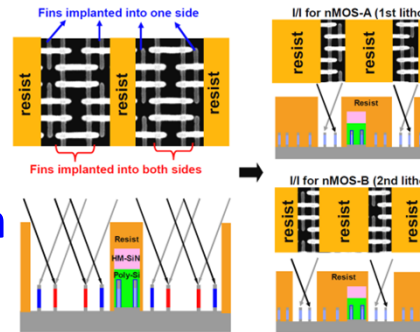 Fins implanted into one side
resist
resist
resist
Fins implanted into both sides
Resist
HM-SiN
Poly-Si
I/I for nMOS-A (1st litho
resist
resist
Resist
I/I for nMOS-B (2nd litho
resist
resist
resist
Resist